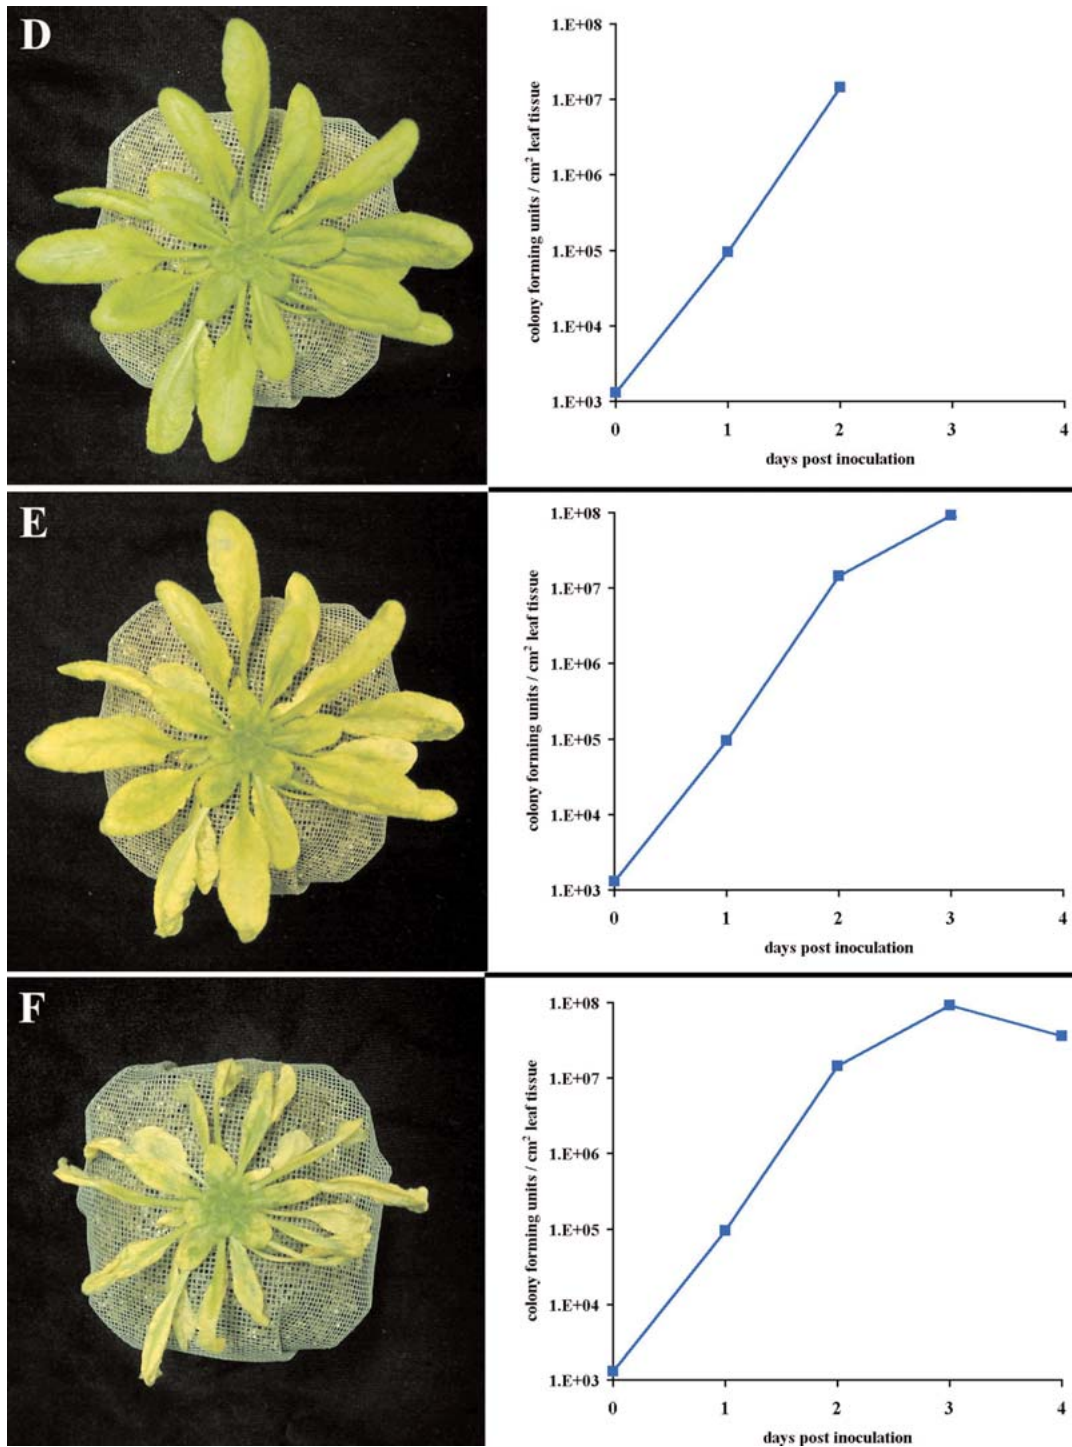 D
colony forming units / cm² leaf tissue
1.E+08
1.E+07
1.E+06
1.E+05
1.E+04
1.E+03
0 1 2 3 4
days post inoculation
E
colony forming units / cm² leaf tissue
1.E+08
1.E+07
1.E+06
1.E+05
1.E+04
1.E+03
0 1 2 3 4
days post inoculation
F
colony forming units / cm² leaf tissue
1.E+08
1.E+07
1.E+06
1.E+05
1.E+04
1.E+03
0 1 2 3 4
days post inoculation